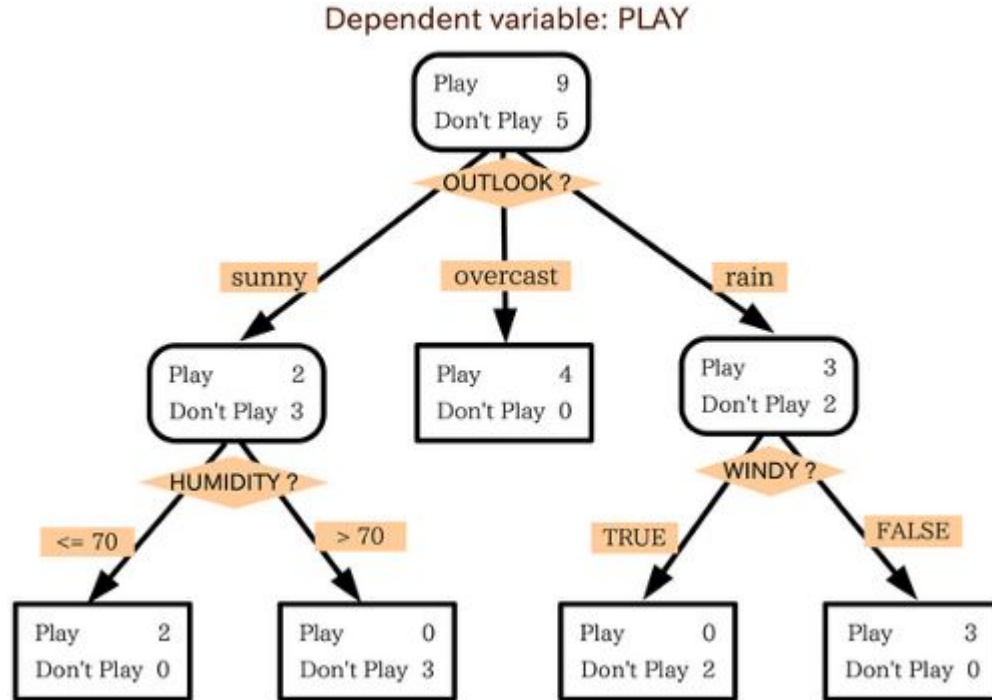 Dependent variable: PLAY
Play 9
Don't Play 5
OUTLOOK ?
sunny
overcast
rain
Play 2
Don't Play 3
Play 4
Don't Play 0
Play 3
Don't Play 2
HUMIDITY ?
WINDY ?
<= 70
> 70
TRUE
FALSE
Play 2
Don't Play 0
Play 0
Don't Play 3
Play 0
Don't Play 2
Play 3
Don't Play 0